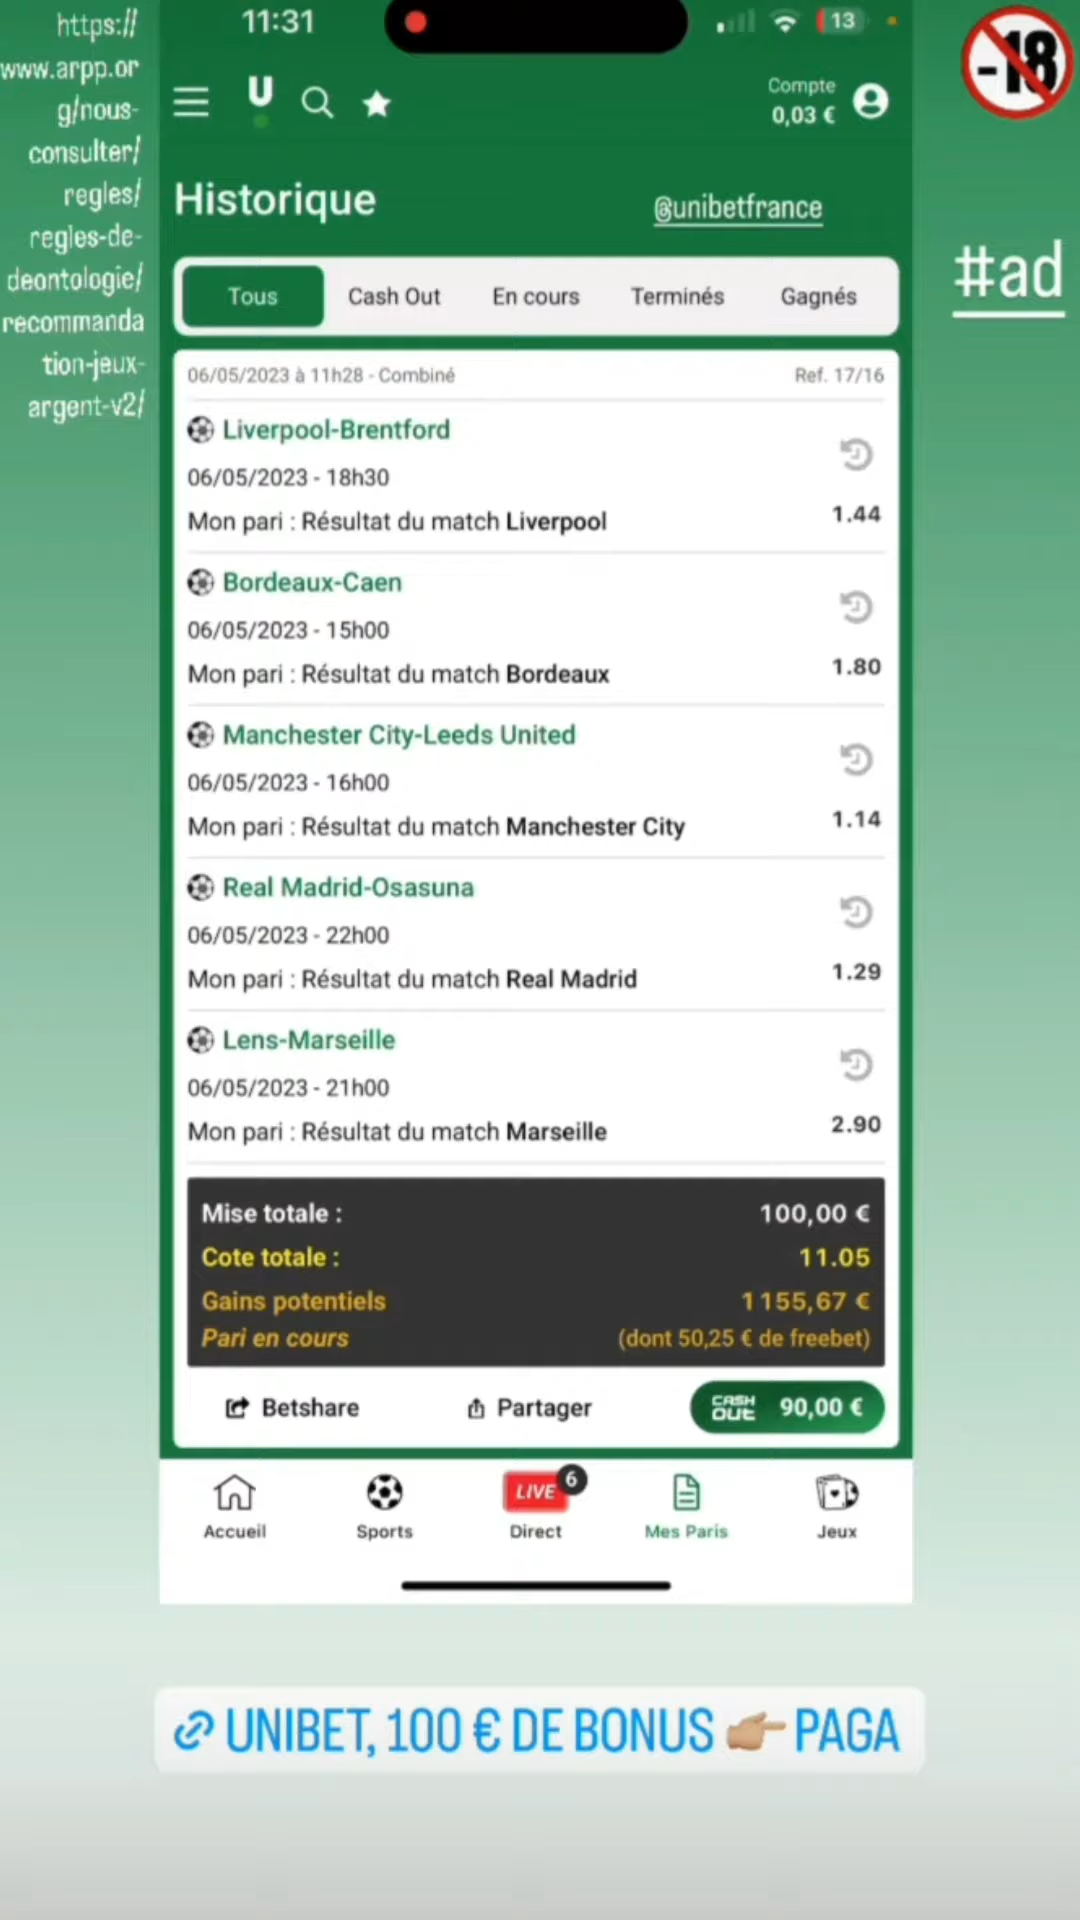 https://
www.arpp.or
g/nous-
consulter/
regles/
regles-de-
deontologie/
recommanda
tion-jeux-
argent-v2/
11:31
13
-18
U
Compte
0,03 €
Historique
@unibetfrance
#ad
Tous Cash Out En cours Terminés Gagnés
06/05/2023 à 11h28 - Combiné Ref. 17/16
Liverpool-Brentford
06/05/2023 - 18h30
Mon pari : Résultat du match Liverpool 1.44
Bordeaux-Caen
06/05/2023 - 15h00
Mon pari : Résultat du match Bordeaux 1.80
Manchester City-Leeds United
06/05/2023 - 16h00
Mon pari : Résultat du match Manchester City 1.14
Real Madrid-Osasuna
06/05/2023 - 22h00
Mon pari : Résultat du match Real Madrid 1.29
Lens-Marseille
06/05/2023 - 21h00
Mon pari : Résultat du match Marseille 2.90
Mise totale : 100,00 €
Cote totale : 11.05
Gains potentiels 1 155,67 €
Pari en cours (dont 50,25 € de freebet)
Betshare Partager CASH OUT 90,00 €
LIVE 6
Accueil Sports Direct Mes Paris Jeux
UNIBET, 100 € DE BONUS 👉🏼 PAGA